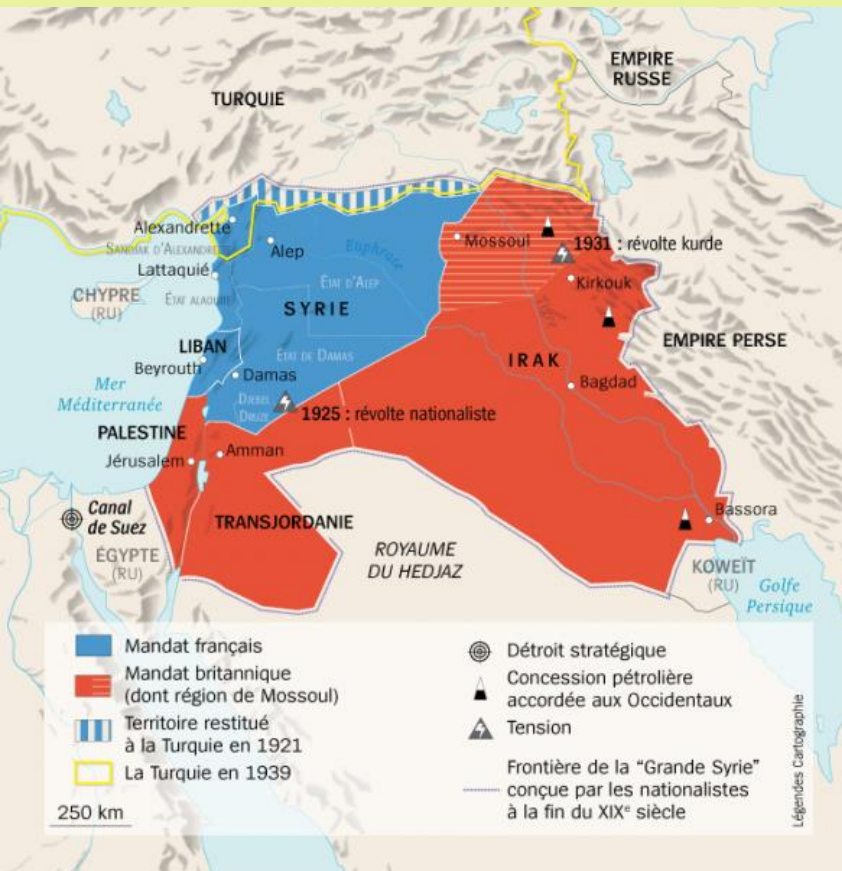 EMPIRE
RUSSE
TURQUIE
Alexandrette
SANDJAK D'ALEXANDRETTE
Mossoul
1931 : révolte kurde
Alep
Euphrate
Lattaquié
Kirkouk
ÉTAT D'ALEP
CHYPRE
(RU)
ÉTAT ALAOUITE
SYRIE
Tigre
EMPIRE PERSE
LIBAN
ÉTAT DE DAMAS
IRAK
Beyrouth
Damas
Bagdad
Mer
Méditerranée
DJEBEL
DRUZE
1925 : révolte nationaliste
PALESTINE
Amman
Jérusalem
Canal
de Suez
TRANSJORDANIE
Bassora
ÉGYPTE
(RU)
ROYAUME
DU HEDJAZ
KOWEÏT
(RU)
Golfe
Persique
Mandat français
Mandat britannique
(dont région de Mossoul)
Territoire restitué
à la Turquie en 1921
La Turquie en 1939
250 km
Détroit stratégique
Concession pétrolière
accordée aux Occidentaux
Tension
Frontière de la “Grande Syrie”
conçue par les nationalistes
à la fin du XIXe siècle
Légendes Cartographie